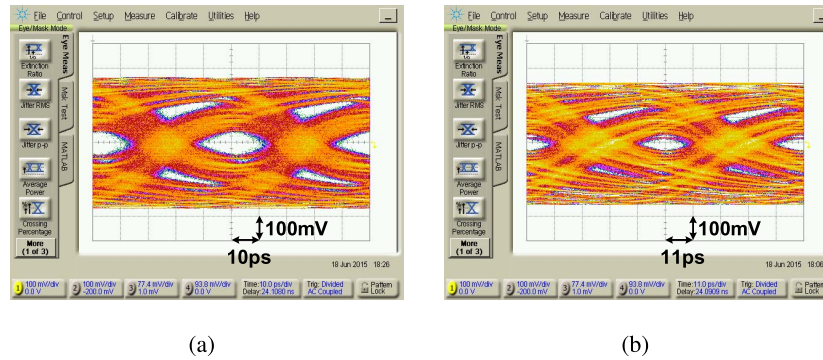 File Control Setup Measure Calibrate Utilities Help
Eye/Mask Mode
Extinction
Ratio
Jitter RMS
Jitter p-p
Average
Power
Crossing
Percentage
More
(1 of 3)
Eye Meas
Msk Test
MATLAB
100mV
10ps
18 Jun 2015 18:26
1 100 mV/div
0.0 V
2 100 mV/div
-200.0 mV
3 77.4 mV/div
1.0 mV
4 93.8 mV/div
0.0 V
Time:10.0 ps/div
Delay:24.1080 ns
Trig: Divided
AC Coupled
Pattern
Lock
(a)
File Control Setup Measure Calibrate Utilities Help
Eye/Mask Mode
Extinction
Ratio
Jitter RMS
Jitter p-p
Average
Power
Crossing
Percentage
More
(1 of 3)
Eye Meas
Msk Test
MATLAB
100mV
11ps
18 Jun 2015 18:06
1 100 mV/div
0.0 V
2 100 mV/div
-200.0 mV
3 77.4 mV/div
1.0 mV
4 93.8 mV/div
0.0 V
Time:11.0 ps/div
Delay:24.0909 ns
Trig: Divided
AC Coupled
Pattern
Lock
(b)